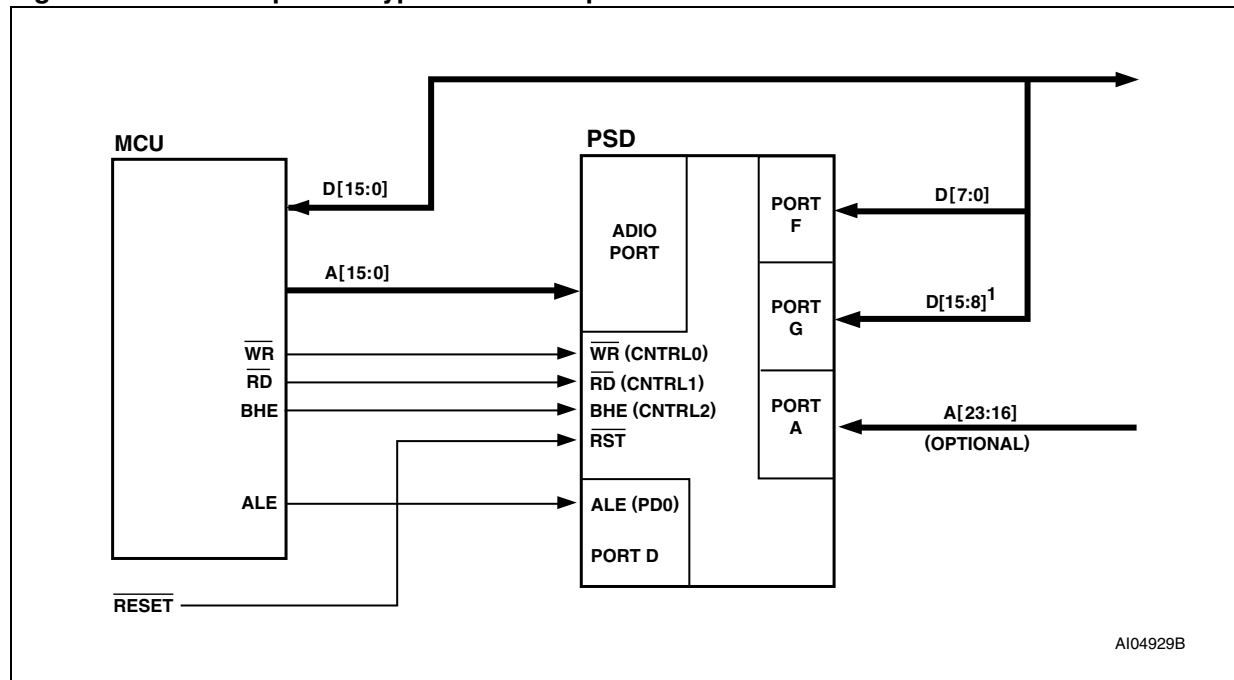 MCU
PSD
D[15:0]
A[15:0]
WR
RD
BHE
ALE
RESET
ADIO
PORT
WR (CNTRL0)
RD (CNTRL1)
BHE (CNTRL2)
RST
ALE (PD0)
PORT D
PORT
F
PORT
G
PORT
A
D[7:0]
D[15:8]1
A[23:16]
(OPTIONAL)
AI04929B